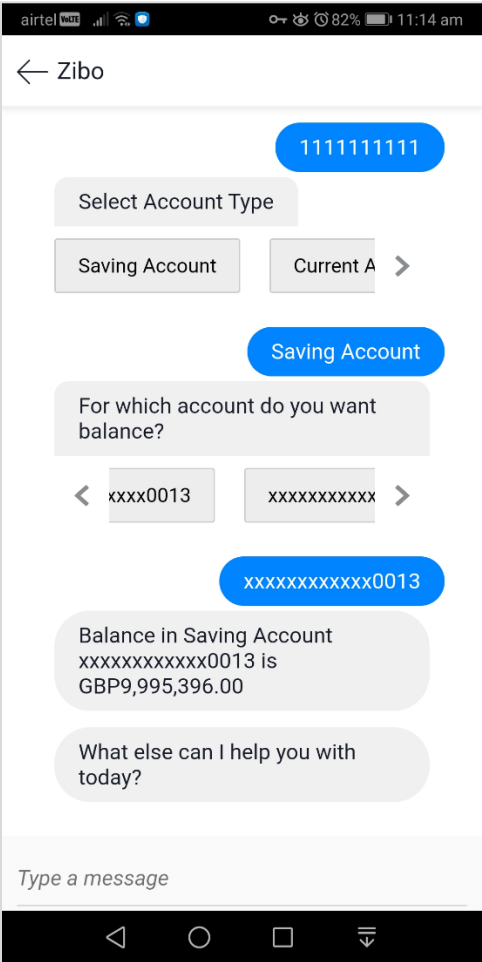 airtel VoLTE 82% 11:14 am
Zibo
1111111111
Select Account Type
Saving Account Current A
Saving Account
For which account do you want
balance?
xxxx0013 xxxxxxxxxxx
xxxxxxxxxxxx0013
Balance in Saving Account
xxxxxxxxxxxx0013 is
GBP9,995,396.00
What else can I help you with
today?
Type a message